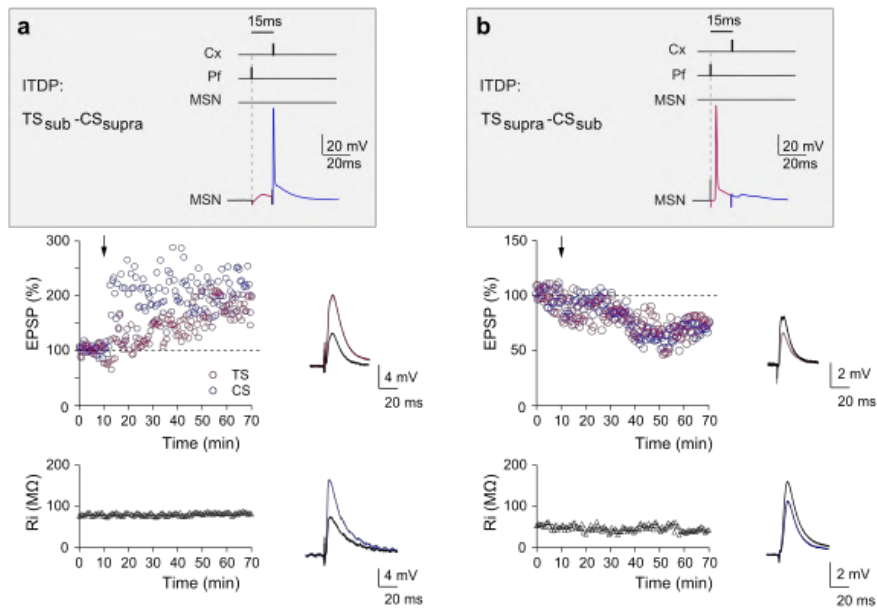 a
15ms
Cx
Pf
ITDP:
MSN
TSsub -CSsupra
20 mV
20ms
MSN
b
15ms
Cx
Pf
ITDP:
MSN
TSsupra-CSsub
20 mV
20ms
MSN
EPSP (%)
300
200
100
0
TS
CS
0 10 20 30 40 50 60 70
Time (min)
4 mV
20 ms
EPSP (%)
150
100
50
0
0 10 20 30 40 50 60 70
Time (min)
2 mV
20 ms
Ri (MΩ)
200
100
0
0 10 20 30 40 50 60 70
Time (min)
4 mV
20 ms
Ri (MΩ)
200
100
0
0 10 20 30 40 50 60 70
Time (min)
2 mV
20 ms